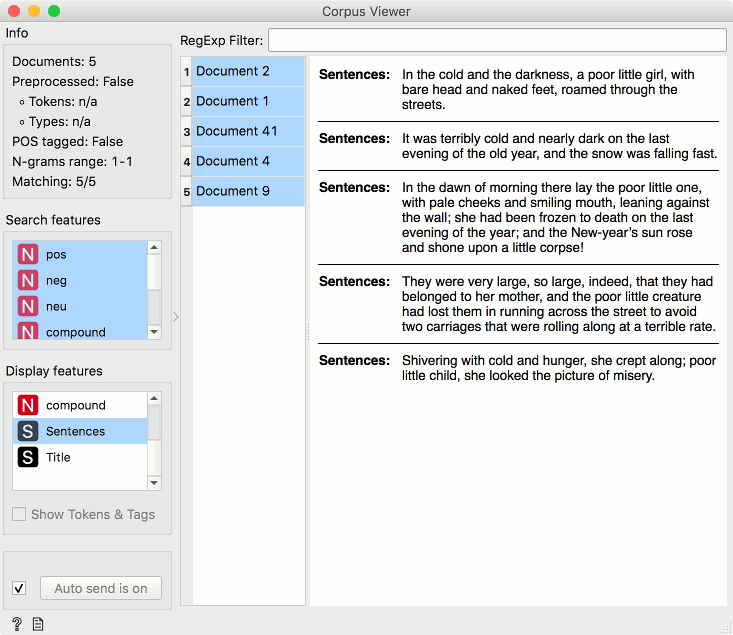 Corpus Viewer
Info
Documents: 5
Preprocessed: False
Tokens: n/a
Types: n/a
POS tagged: False
N-grams range: 1-1
Matching: 5/5
Search features
N pos
N neg
N neu
N compound
Display features
N compound
S Sentences
S Title
Show Tokens & Tags
Auto send is on
?
RegExp Filter:
1 Document 2
2 Document 1
3 Document 41
4 Document 4
5 Document 9
Sentences: In the cold and the darkness, a poor little girl, with
bare head and naked feet, roamed through the
streets.
Sentences: It was terribly cold and nearly dark on the last
evening of the old year, and the snow was falling fast.
Sentences: In the dawn of morning there lay the poor little one,
with pale cheeks and smiling mouth, leaning against
the wall; she had been frozen to death on the last
evening of the year; and the New-year's sun rose
and shone upon a little corpse!
Sentences: They were very large, so large, indeed, that they had
belonged to her mother, and the poor little creature
had lost them in running across the street to avoid
two carriages that were rolling along at a terrible rate.
Sentences: Shivering with cold and hunger, she crept along; poor
little child, she looked the picture of misery.